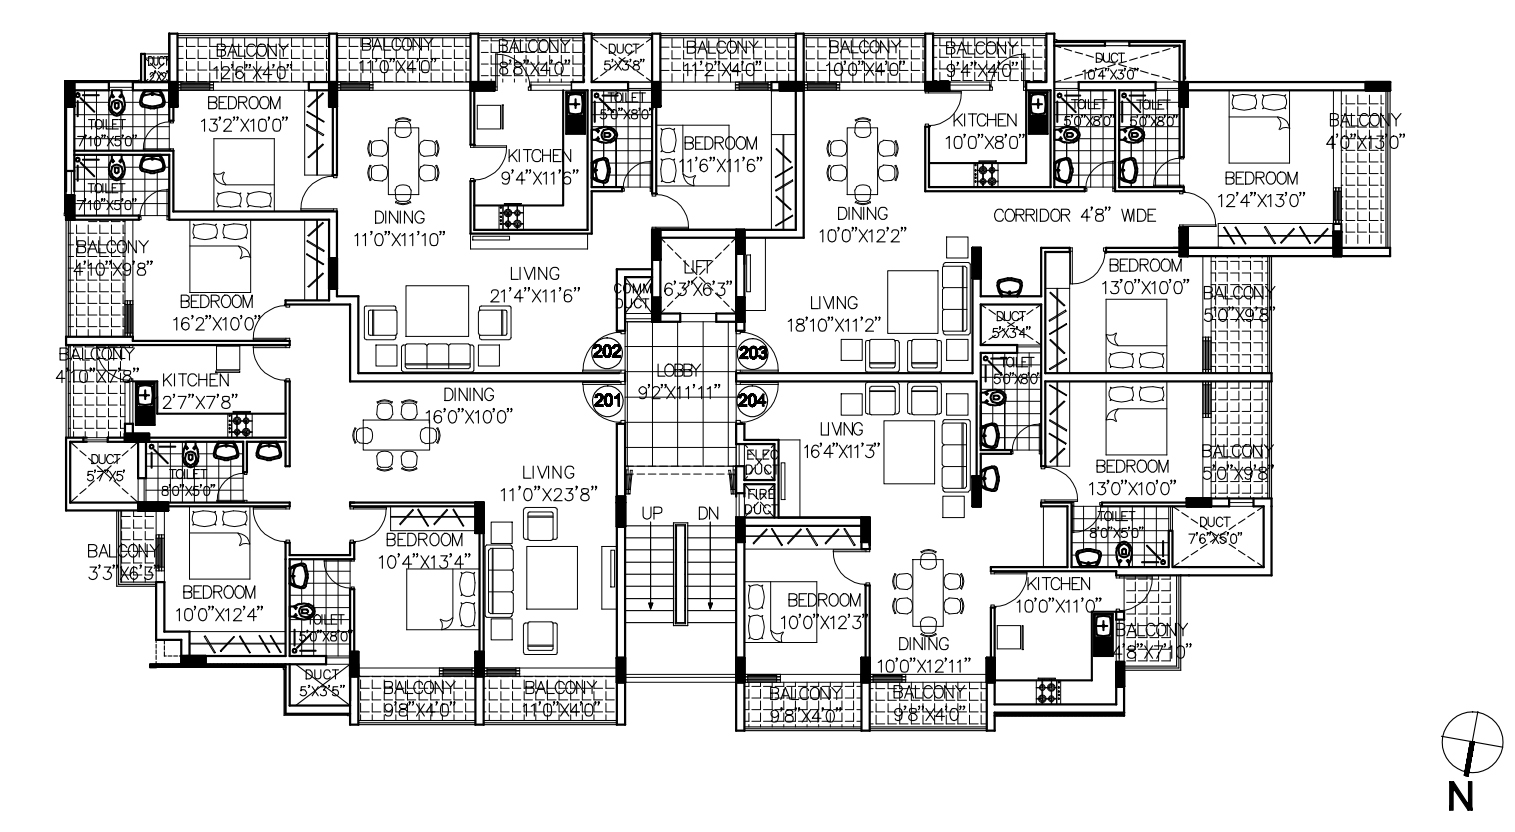 BALCONY
12'6"X4'0"
BALCONY
11'0"X4'0"
BALCONY
8'8"X4'0"
DUCT
5'X3'8"
BALCONY
11'2"X4'0"
BALCONY
10'0"X4'0"
BALCONY
9'4"X4'0"
DUCT
10'4"X3'0"
DUCT
BEDROOM
13'2"X10'0"
TOILET
7'10"X5'0"
TOILET
7'10"X5'0"
KITCHEN
9'4"X11'6"
TOILET
5'0"X8'0"
BEDROOM
11'6"X11'6"
KITCHEN
10'0"X8'0"
TOILET
5'0"X8'0"
TOILET
5'0"X8'0"
BALCONY
4'0"X13'0"
BEDROOM
12'4"X13'0"
DINING
11'0"X11'10"
DINING
10'0"X12'2"
CORRIDOR 4'8" WIDE
BALCONY
4'10"X9'8"
BEDROOM
16'2"X10'0"
LIVING
21'4"X11'6"
COMM
DUCT
LIFT
6'3"X6'3"
LIVING
18'10"X11'2"
BEDROOM
13'0"X10'0"
BALCONY
5'0"X9'8"
DUCT
5'X3'4"
202
203
BALCONY
4'10"X7'8"
KITCHEN
2'7"X7'8"
LOBBY
9'2"X11'11"
TOILET
5'0"X8'0"
201
204
DINING
16'0"X10'0"
LIVING
16'4"X11'3"
DUCT
5'7"X5'
TOILET
8'0"X5'0"
LIVING
11'0"X23'8"
ELEC
DUCT
FIRE
DUCT
BEDROOM
13'0"X10'0"
BALCONY
5'0"X9'8"
UP
DN
TOILET
8'0"X5'0"
DUCT
7'6"X5'0"
BALCONY
3'3"X6'3
BEDROOM
10'4"X13'4"
BEDROOM
10'0"X12'4"
TOILET
5'0"X8'0"
BEDROOM
10'0"X12'3"
KITCHEN
10'0"X11'0"
BALCONY
4'8"X7'10"
DINING
10'0"X12'11"
DUCT
5'X3'5"
BALCONY
9'8"X4'0"
BALCONY
11'0"X4'0"
BALCONY
9'8"X4'0"
BALCONY
9'8"X4'0"
N